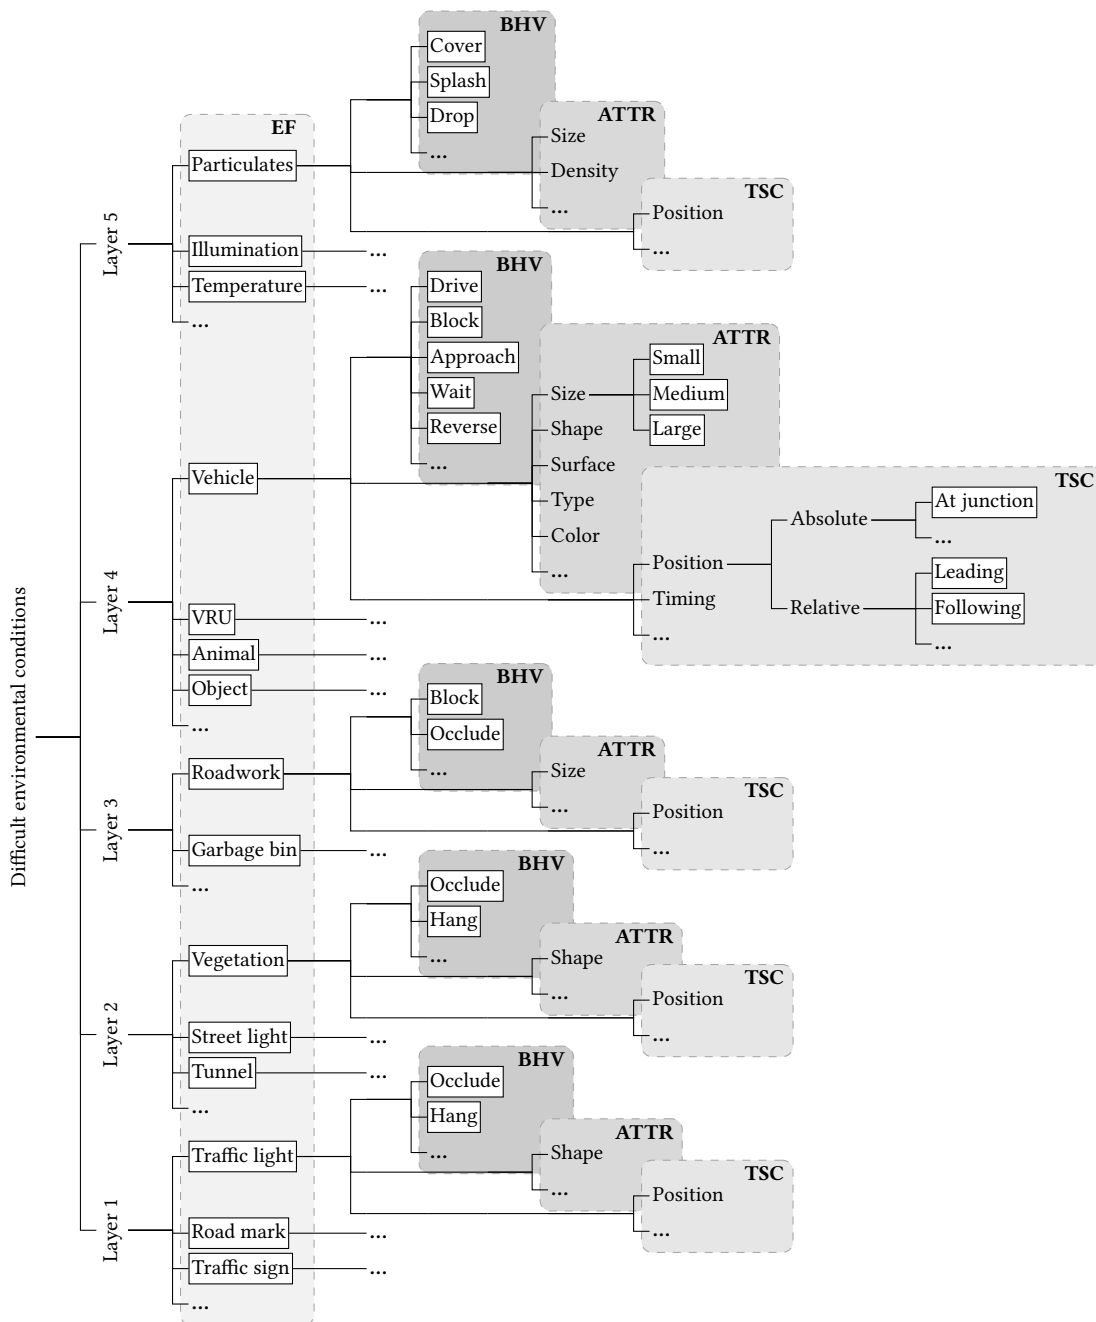 Difficult environmental conditions
EF
Layer 5
Particulates
BHV
Cover
Splash
Drop
...
ATTR
Size
Density
...
TSC
Position
...
Illumination
...
Temperature
...
...
Layer 4
Vehicle
BHV
Drive
Block
Approach
Wait
Reverse
...
ATTR
Size
Small
Medium
Large
Shape
Surface
Type
Color
...
TSC
Position
Absolute
At junction
...
Relative
Leading
Following
...
Timing
...
VRU
...
Animal
...
Object
...
...
Layer 3
Roadwork
BHV
Block
Occlude
...
ATTR
Size
...
TSC
Position
...
Garbage bin
...
...
Layer 2
Vegetation
BHV
Occlude
Hang
...
ATTR
Shape
...
TSC
Position
...
Street light
...
Tunnel
...
...
Layer 1
Traffic light
BHV
Occlude
Hang
...
ATTR
Shape
...
TSC
Position
...
Road mark
...
Traffic sign
...
...